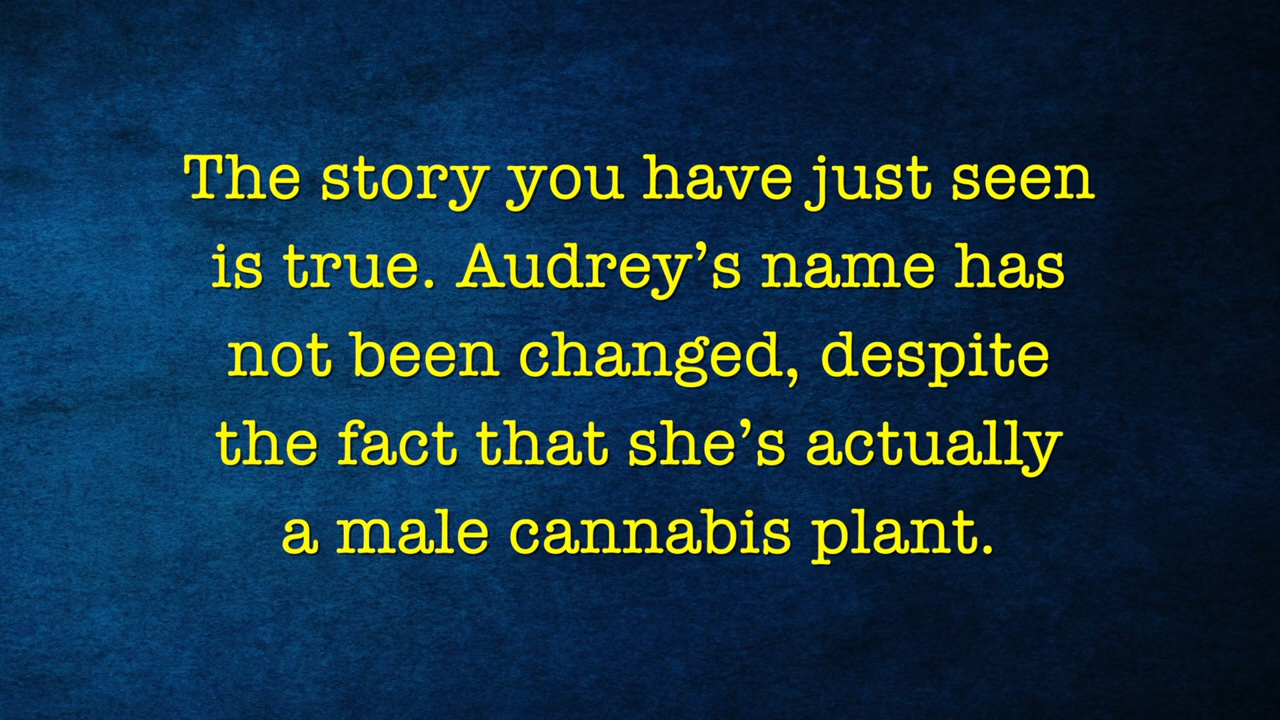 The story you have just seen
is true. Audrey’s name has
not been changed, despite
the fact that she’s actually
a male cannabis plant.